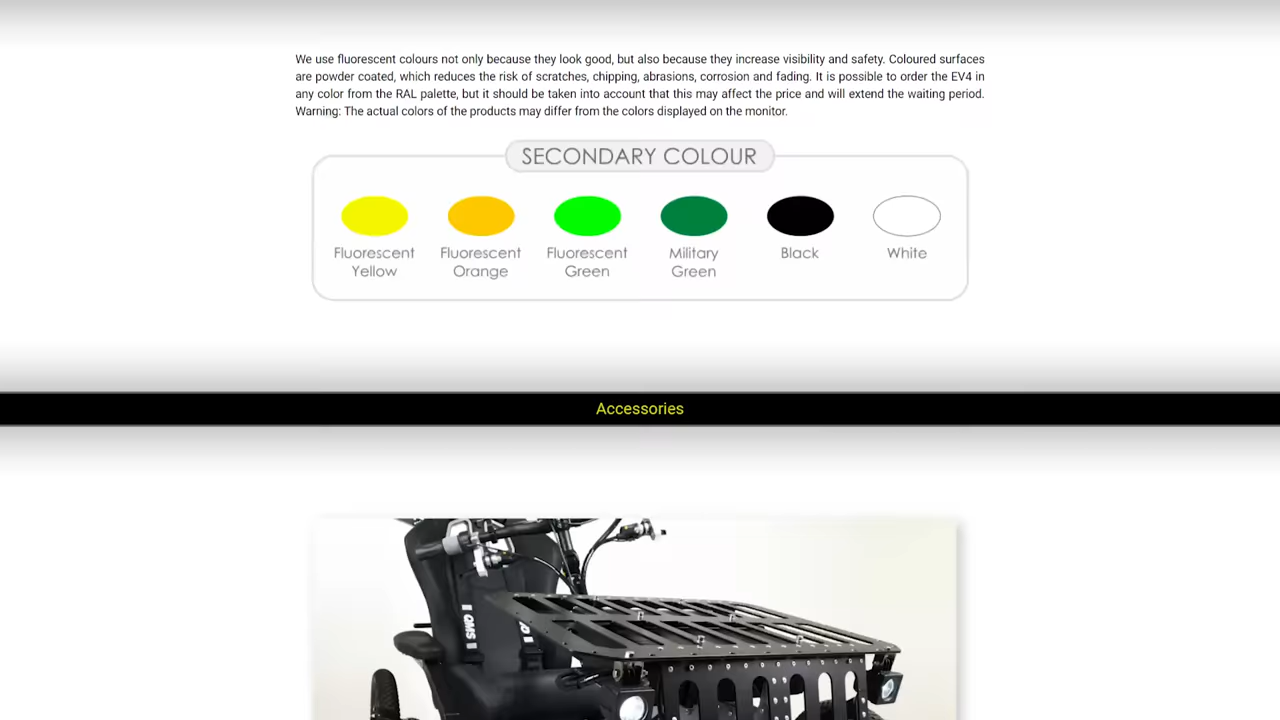 We use fluorescent colours not only because they look good, but also because they increase visibility and safety. Coloured surfaces
are powder coated, which reduces the risk of scratches, chipping, abrasions, corrosion and fading. It is possible to order the EV4 in
any color from the RAL palette, but it should be taken into account that this may affect the price and will extend the waiting period.
Warning: The actual colors of the products may differ from the colors displayed on the monitor.
SECONDARY COLOUR
Fluorescent
Yellow
Fluorescent
Orange
Fluorescent
Green
Military
Green
Black
White
Accessories
QMS